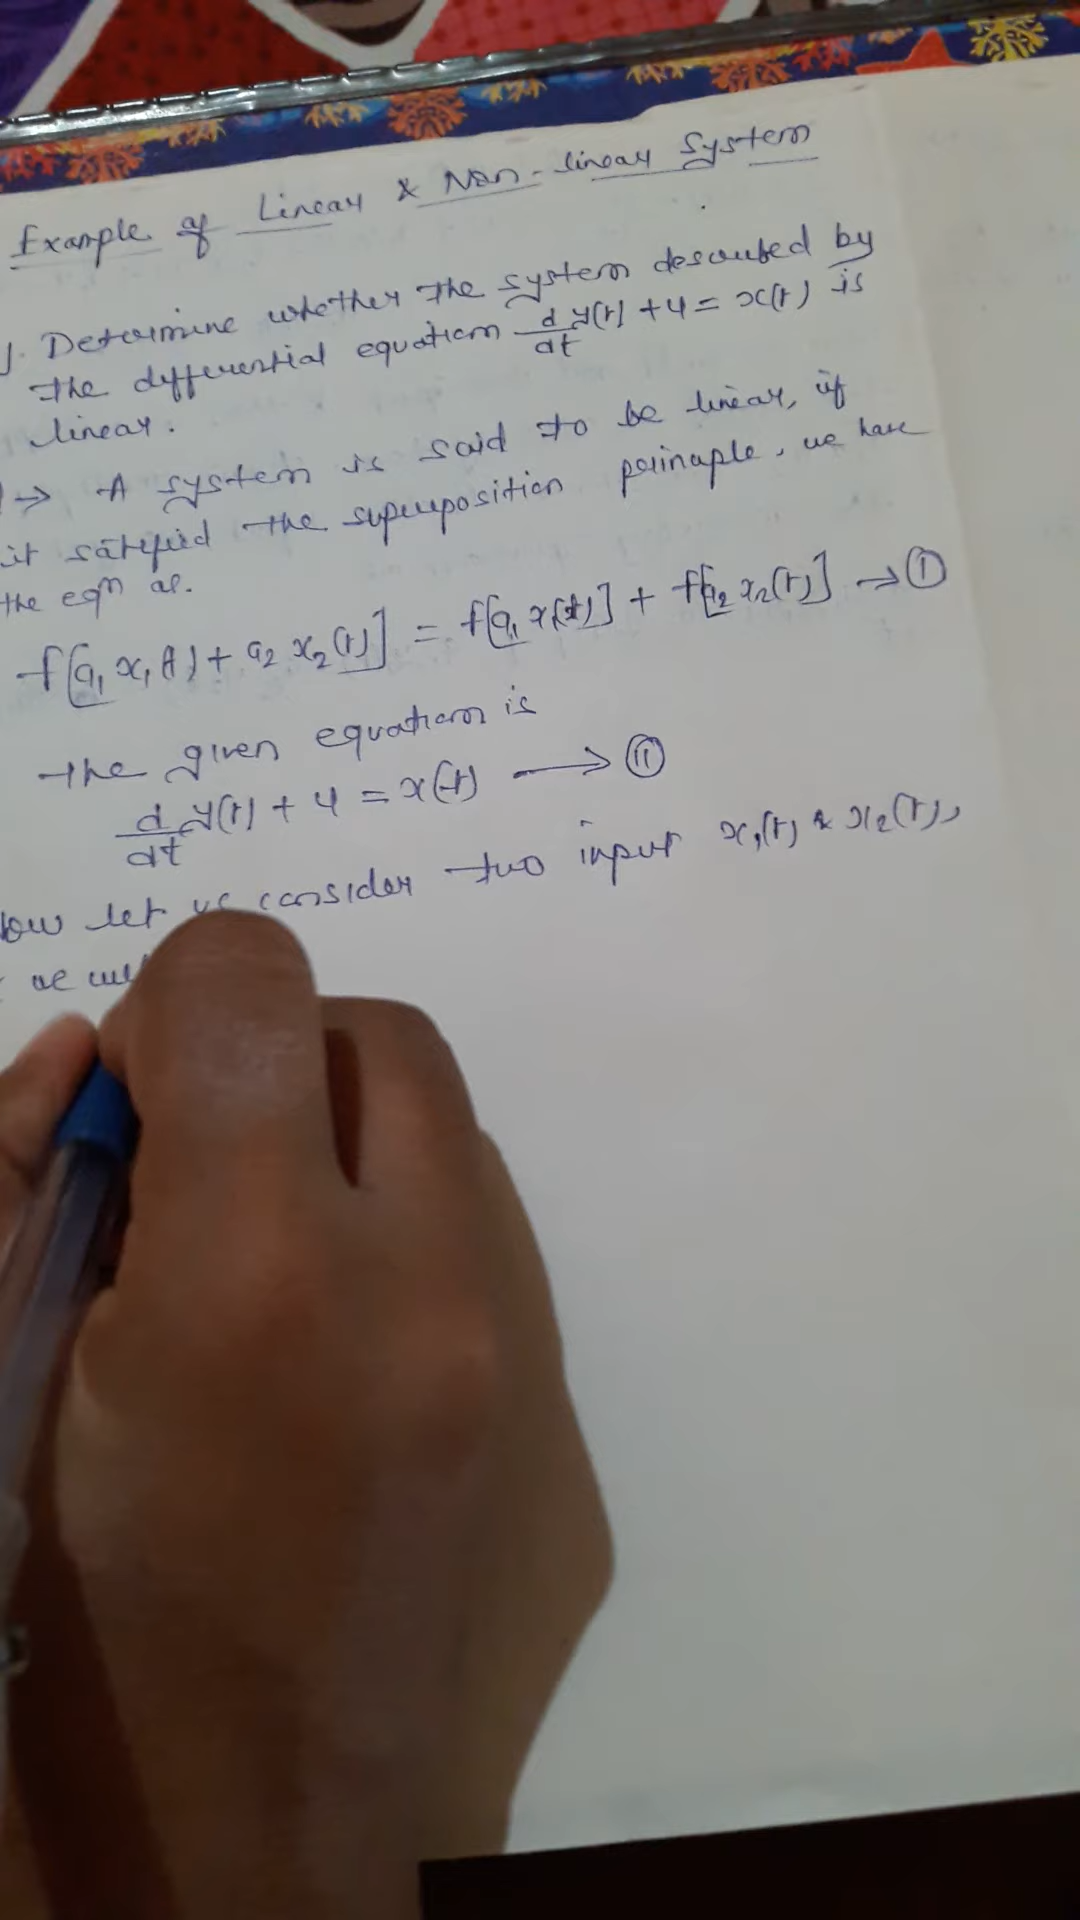 Example of Linear & Non-linear System
1. Determine whether the system described by
the differential equation d/dt y(t) + 4 = x(t) is
linear.
→ A system is said to be linear, if
it satisfied the superposition principle, we have
the eqn as.
f[a₁ x₁(t) + a₂ x₂(t)] = f[a₁ x₁(t)] + f[a₂ x₂(t)] → ①
the given equation is
d/dt y(t) + 4 = x(t) → ⑪
Now let us consider two input x₁(t) & x₂(t),